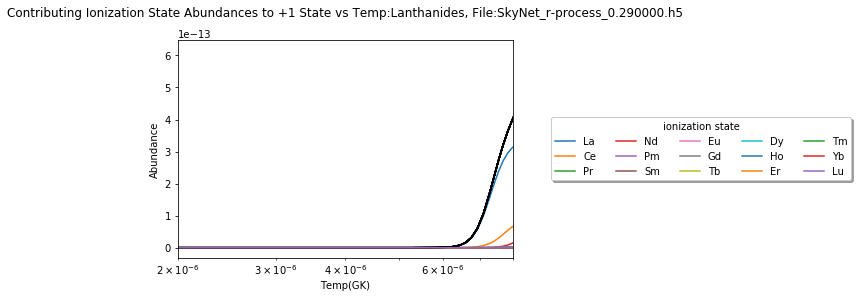 Contributing Ionization State Abundances to +1 State vs Temp:Lanthanides, File:SkyNet_r-process_0.290000.h5
1e−13
6
5
4
3
2
1
0
Abundance
2 × 10⁻⁶ 3 × 10⁻⁶ 4 × 10⁻⁶ 6 × 10⁻⁶
Temp(GK)
ionization state
La Nd Eu Dy Tm
Ce Pm Gd Ho Yb
Pr Sm Tb Er Lu